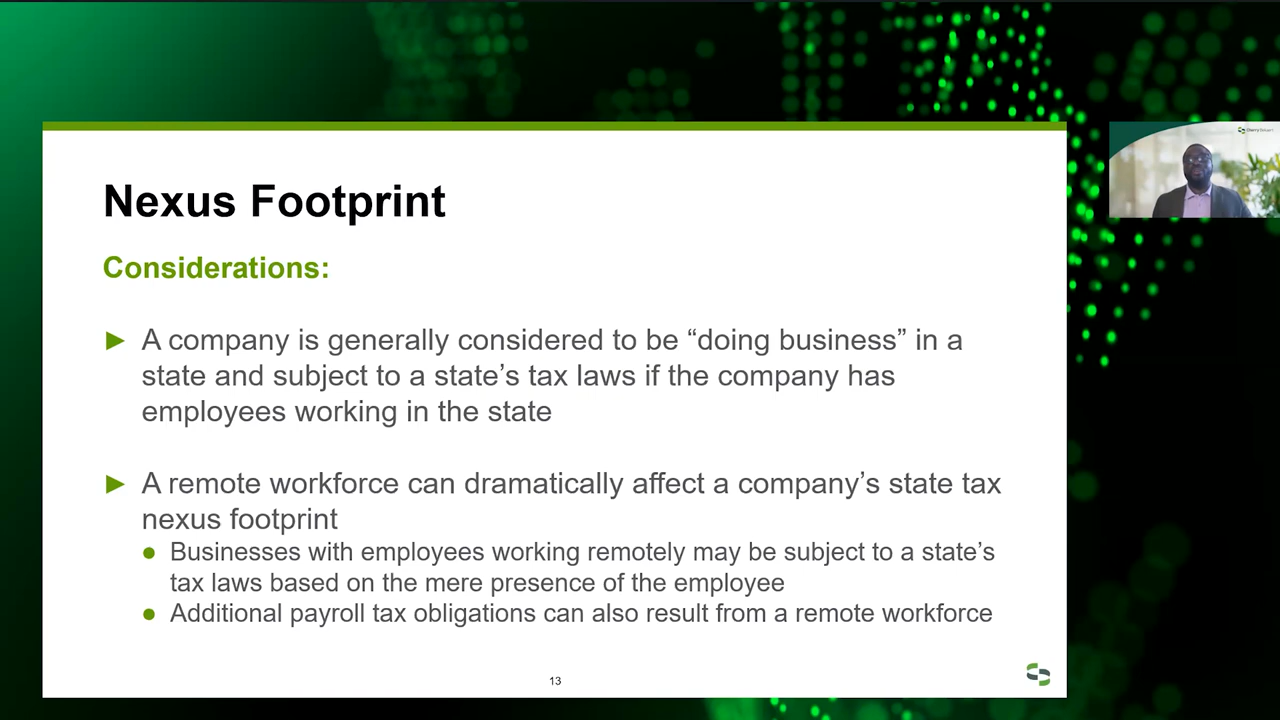 Nexus Footprint
Considerations:
► A company is generally considered to be “doing business” in a
state and subject to a state’s tax laws if the company has
employees working in the state
► A remote workforce can dramatically affect a company’s state tax
nexus footprint
● Businesses with employees working remotely may be subject to a state’s
tax laws based on the mere presence of the employee
● Additional payroll tax obligations can also result from a remote workforce
13